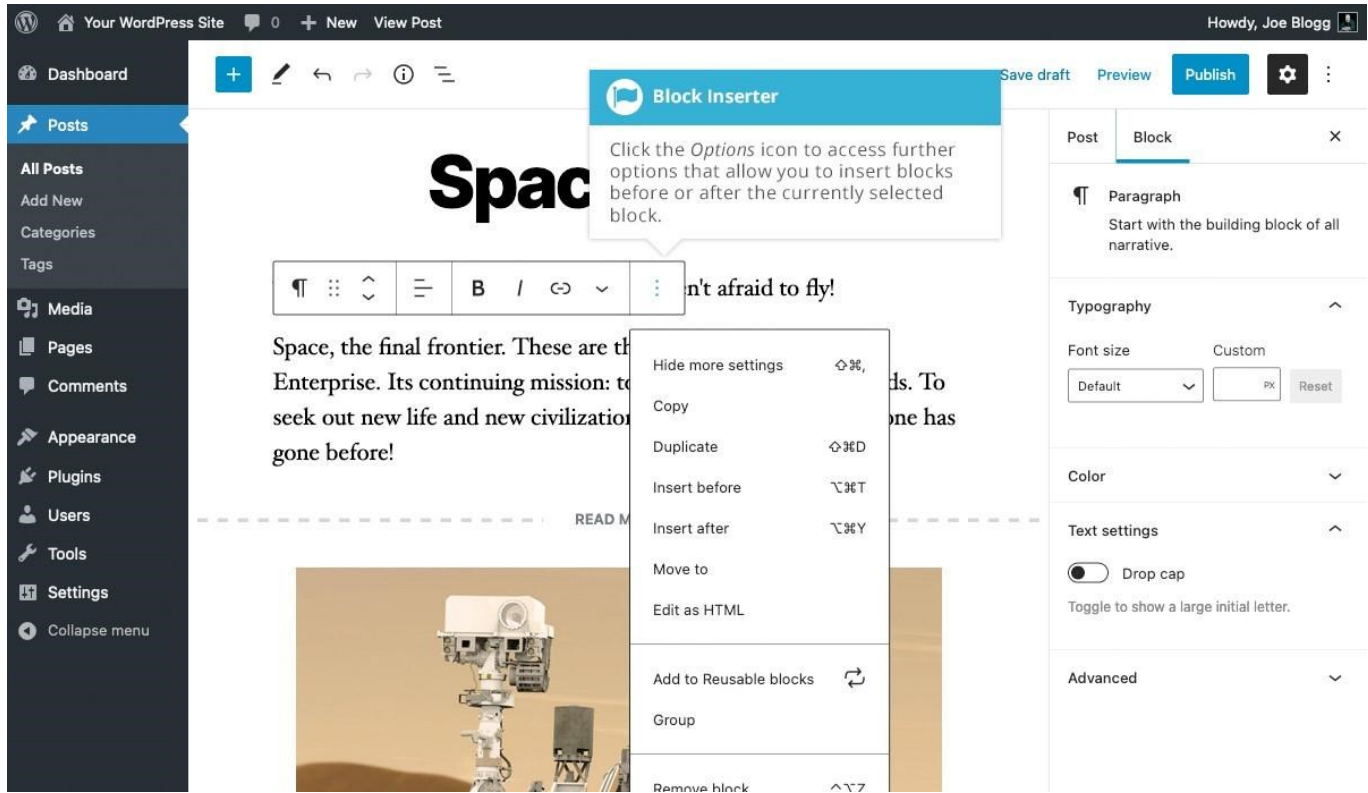 Your WordPress Site 0 + New View Post Howdy, Joe Blogg
Dashboard
Posts
All Posts
Add New
Categories
Tags
Media
Pages
Comments
Appearance
Plugins
Users
Tools
Settings
Collapse menu
Save draft Preview Publish
Block Inserter
Click the Options icon to access further
options that allow you to insert blocks
before or after the currently selected
block.
Spac
B I n't afraid to fly!
Space, the final frontier. These are th
Enterprise. Its continuing mission: to ds. To
seek out new life and new civilization one has
gone before!
READ M
Hide more settings ⇧⌘,
Copy
Duplicate ⇧⌘D
Insert before ⌥⌘T
Insert after ⌥⌘Y
Move to
Edit as HTML
Add to Reusable blocks
Group
Remove block ^⌥Z
Post Block
Paragraph
Start with the building block of all
narrative.
Typography
Font size Custom
Default PX Reset
Color
Text settings
Drop cap
Toggle to show a large initial letter.
Advanced